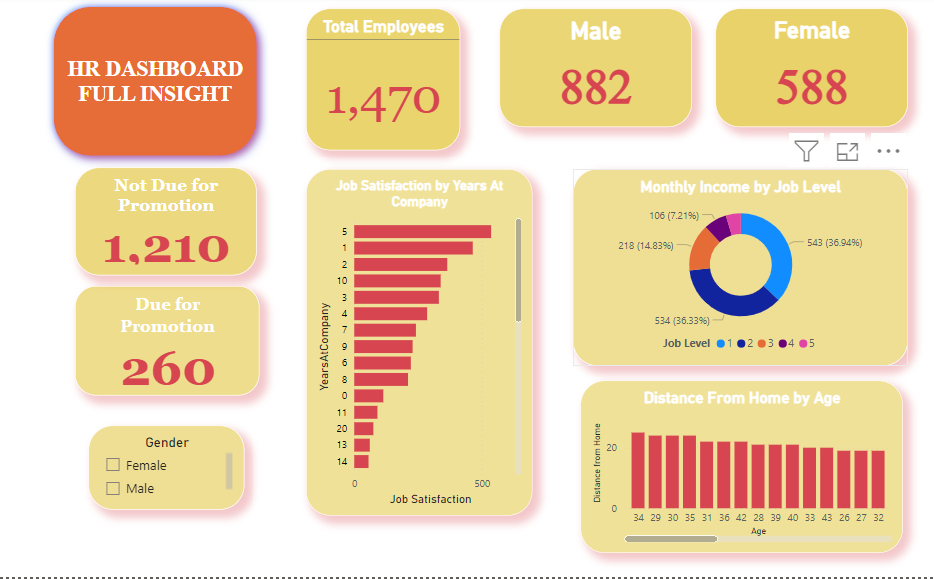 HR DASHBOARD
FULL INSIGHT
Total Employees
1,470
Male
882
Female
588
Not Due for
Promotion
1,210
Due for
Promotion
260
Gender
Female
Male
Job Satisfaction by Years At
Company
YearsAtCompany
5
1
2
10
3
4
7
9
6
8
0
11
20
13
14
0 500
Job Satisfaction
Monthly Income by Job Level
106 (7.21%)
218 (14.83%)
543 (36.94%)
534 (36.33%)
Job Level 1 2 3 4 5
Distance From Home by Age
Distance from Home
20
0
34 29 30 35 31 36 42 28 39 40 33 43 26 27 32
Age